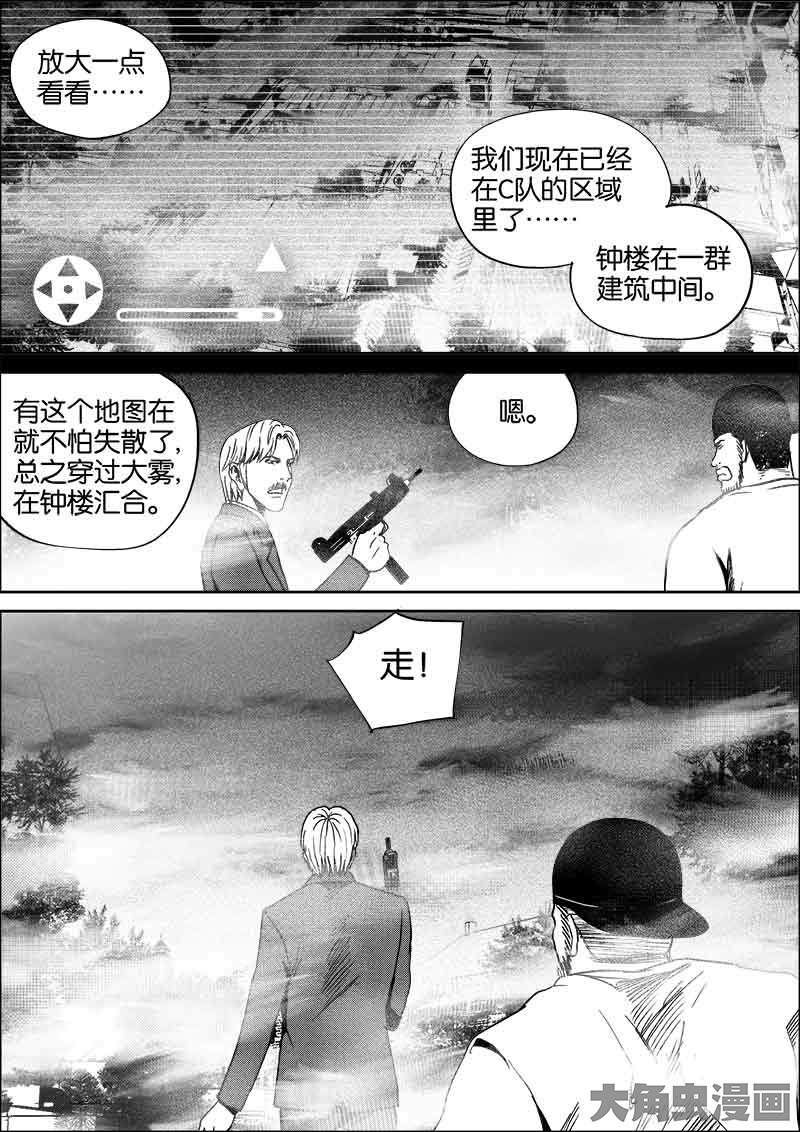 放大一点
看看……
我们现在已经
在C队的区域
里了……
钟楼在一群
建筑中间。
有这个地图在
就不怕失散了，
总之穿过大雾，
在钟楼汇合。
嗯。
走！
大角虫漫画